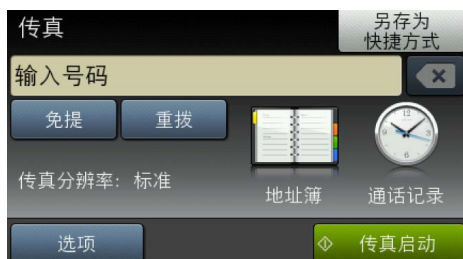 传真
另存为
快捷方式
输入号码
免提
重拨
传真分辨率: 标准
地址簿
通话记录
选项
传真启动